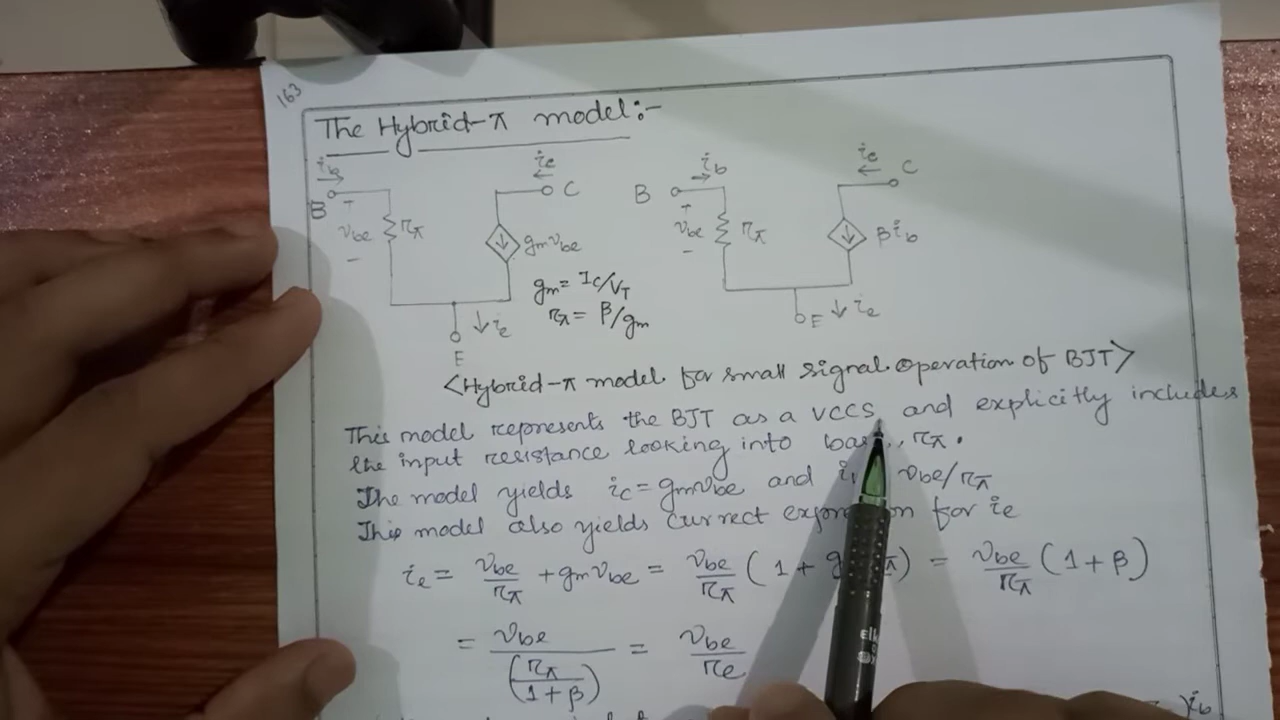 163
The Hybrid-π model:-
ib
ic
ib
ic
B
+
vbe
-
rπ
gmvbe
C
B
+
vbe
-
rπ
βib
C
gm = Ic/VT
rπ = β/gm
ie
E
E
ie
<Hybrid-π model for small signal operation of BJT>
This model represents the BJT as a VCCS and explicitly includes
the input resistance looking into rπ.
The model yields ic = gmvbe and vbe/rπ
This model also yields currect for ie
ie = vbe/rπ + gmvbe = vbe/rπ (1 + ) = vbe/rπ (1 + β)
= vbe/(rπ/(1+β)) = vbe/re
)ib
elk